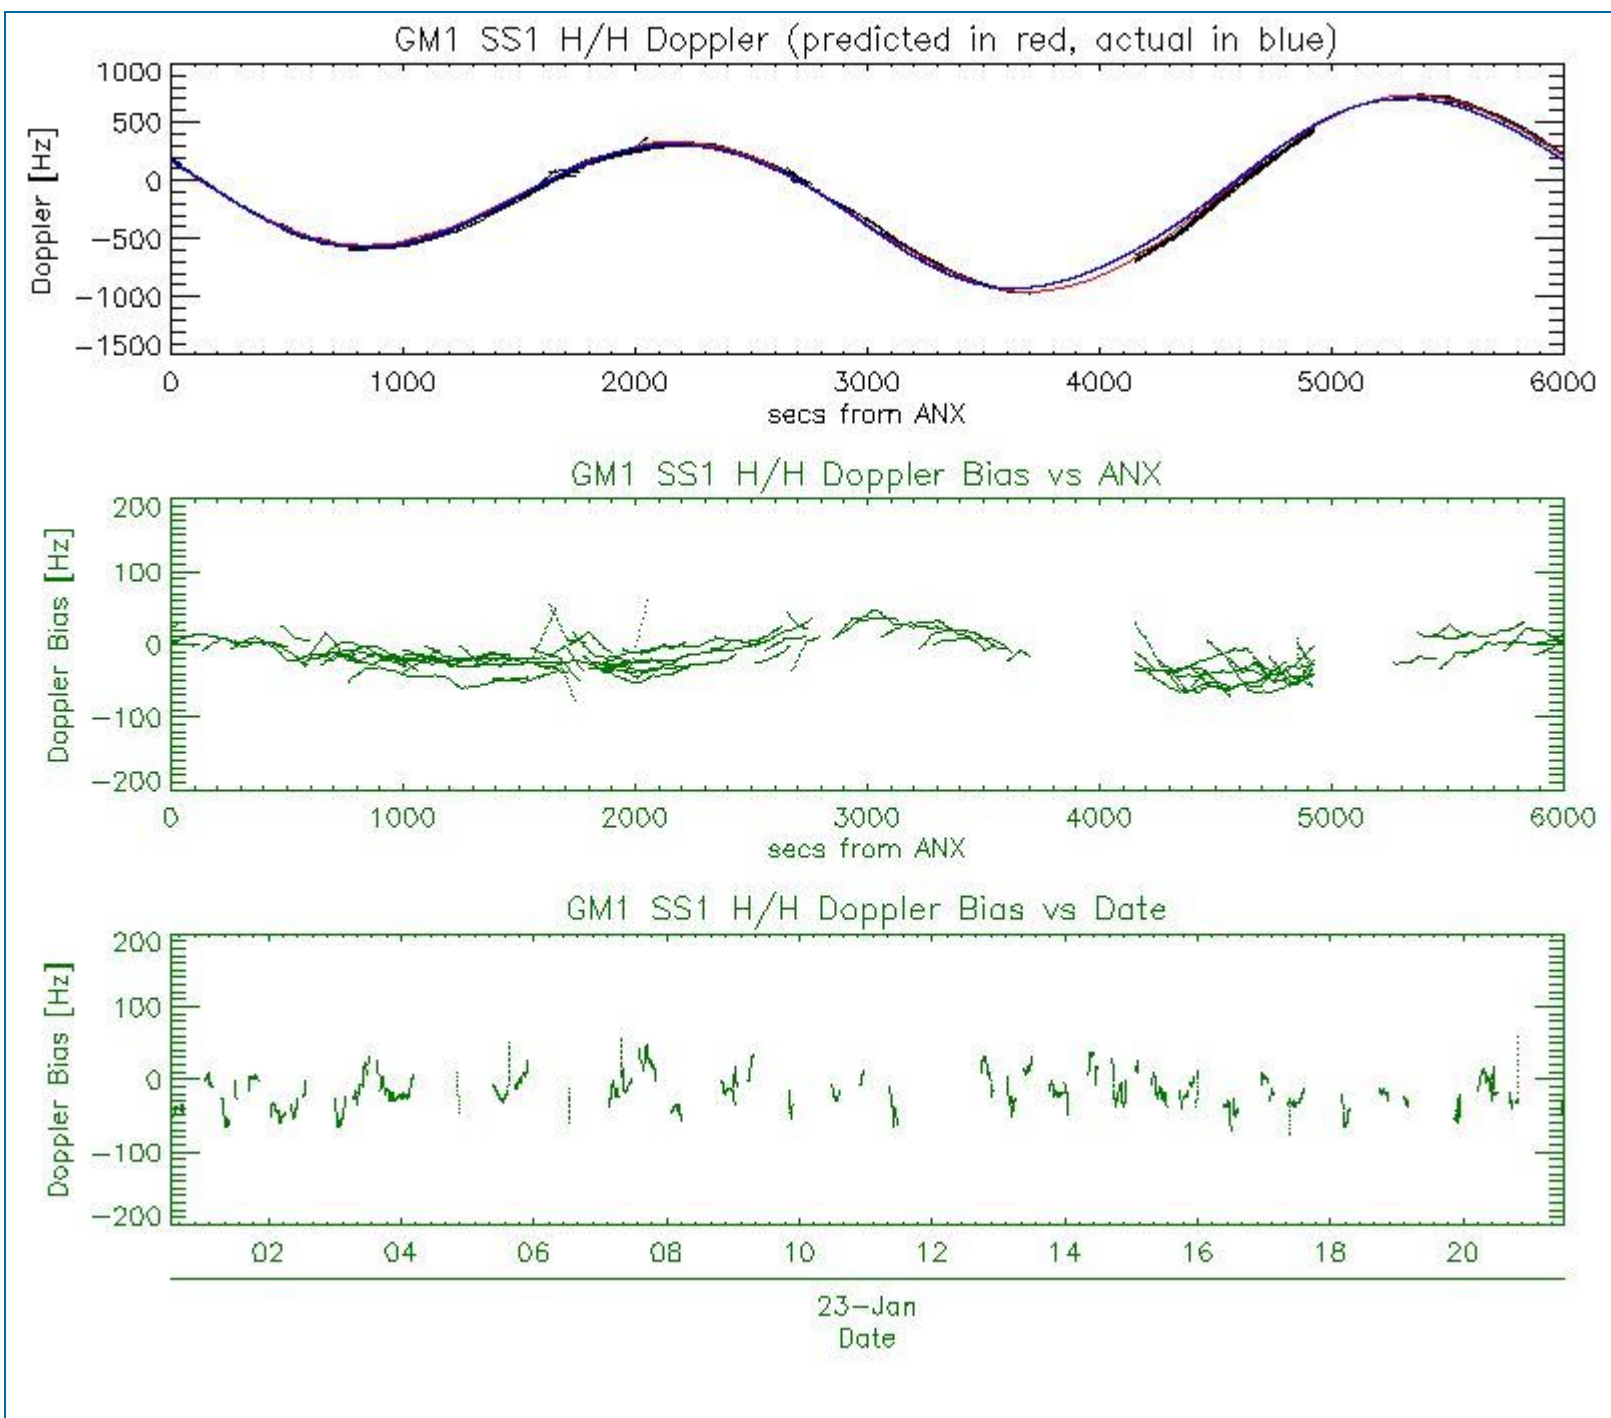 GM1 SS1 H/H Doppler (predicted in red, actual in blue)
1000
500
0
-500
-1000
-1500
Doppler [Hz]
0 1000 2000 3000 4000 5000 6000
secs from ANX
GM1 SS1 H/H Doppler Bias vs ANX
200
100
0
-100
-200
Doppler Bias [Hz]
0 1000 2000 3000 4000 5000 6000
secs from ANX
GM1 SS1 H/H Doppler Bias vs Date
200
100
0
-100
-200
Doppler Bias [Hz]
02 04 06 08 10 12 14 16 18 20
23-Jan
Date